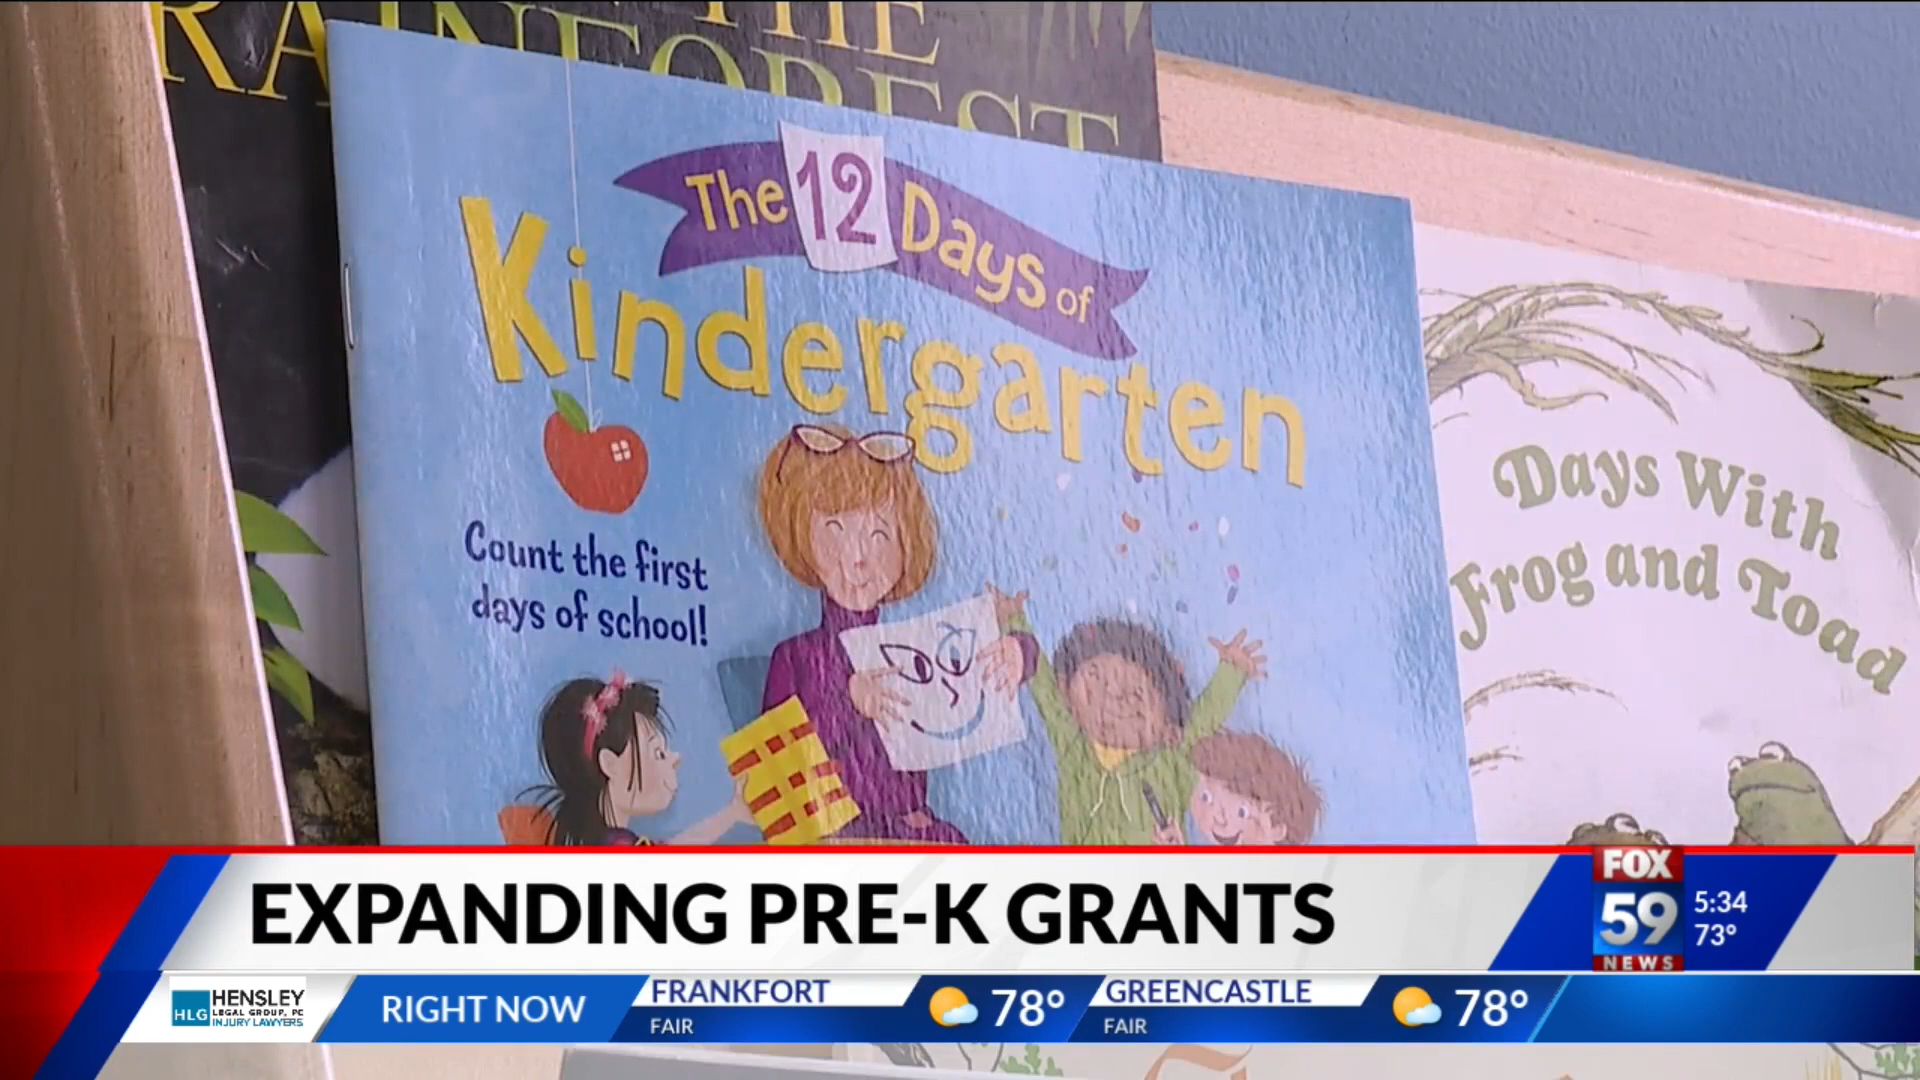 THE
RAINFOREST
The 12 Days of
Kindergarten
Count the first
days of school!
Days With
Frog and Toad
EXPANDING PRE-K GRANTS
FOX
59
NEWS
5:34
73°
HLG
HENSLEY
LEGAL GROUP, PC
INJURY LAWYERS
RIGHT NOW
FRANKFORT
FAIR
78°
GREENCASTLE
FAIR
78°